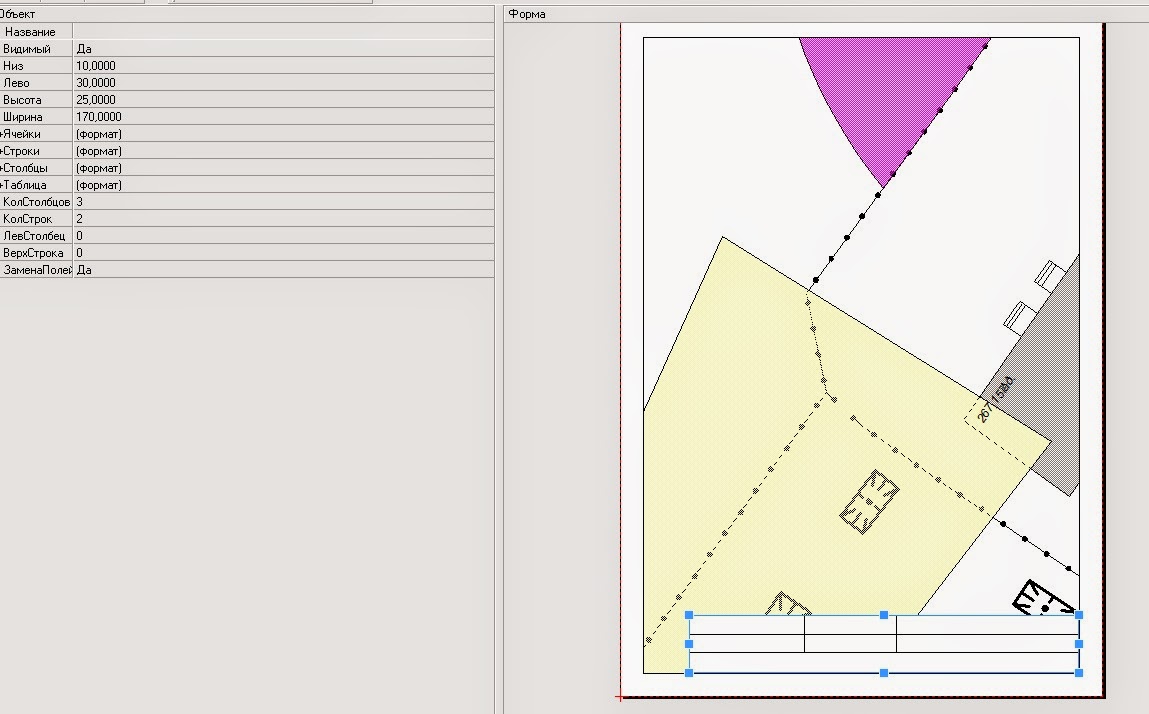 Объект
Форма
Название
Видимый Да
Низ 10,0000
Лево 30,0000
Высота 25,0000
Ширина 170,0000
+Ячейки (формат)
+Строки (формат)
+Столбцы (формат)
+Таблица (формат)
КолСтолбцов 3
КолСтрок 2
ЛевСтолбец 0
ВерхСтрока 0
ЗаменаПолей Да